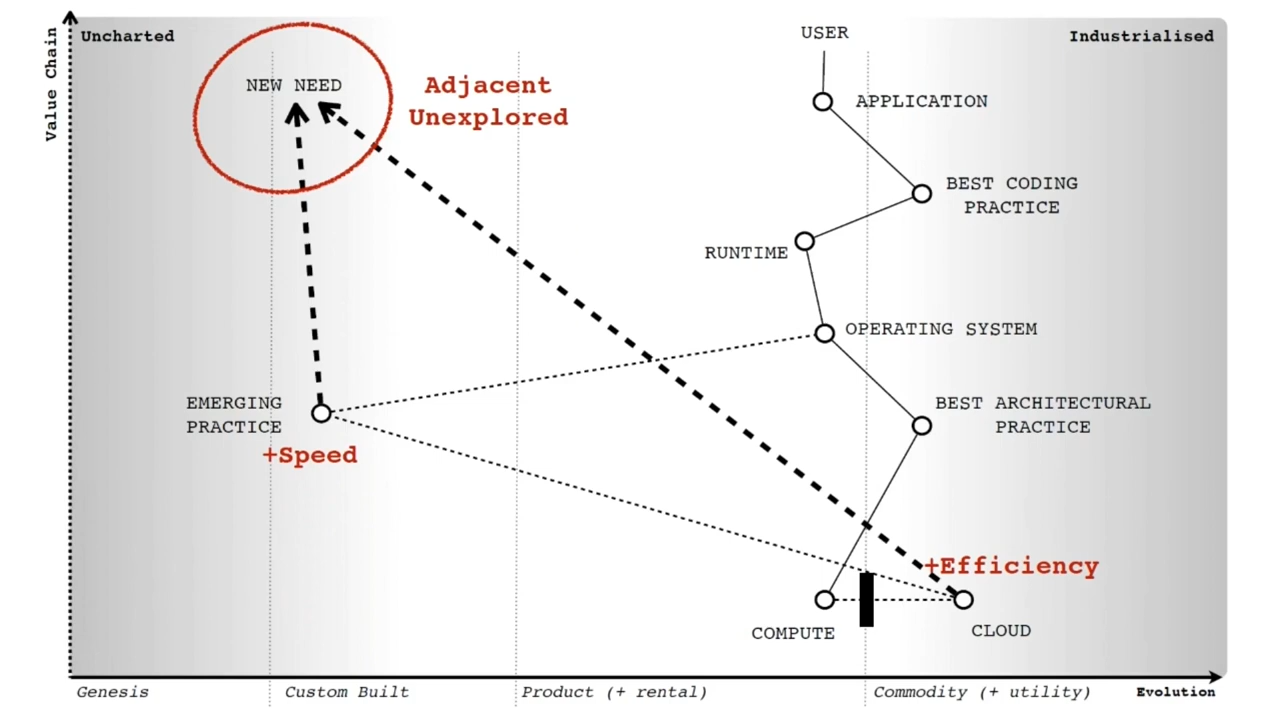 Value Chain
Uncharted
USER
Industrialised
NEW NEED
Adjacent
Unexplored
APPLICATION
BEST CODING
PRACTICE
RUNTIME
OPERATING SYSTEM
EMERGING
PRACTICE
+Speed
BEST ARCHITECTURAL
PRACTICE
+Efficiency
COMPUTE
CLOUD
Genesis
Custom Built
Product (+ rental)
Commodity (+ utility)
Evolution